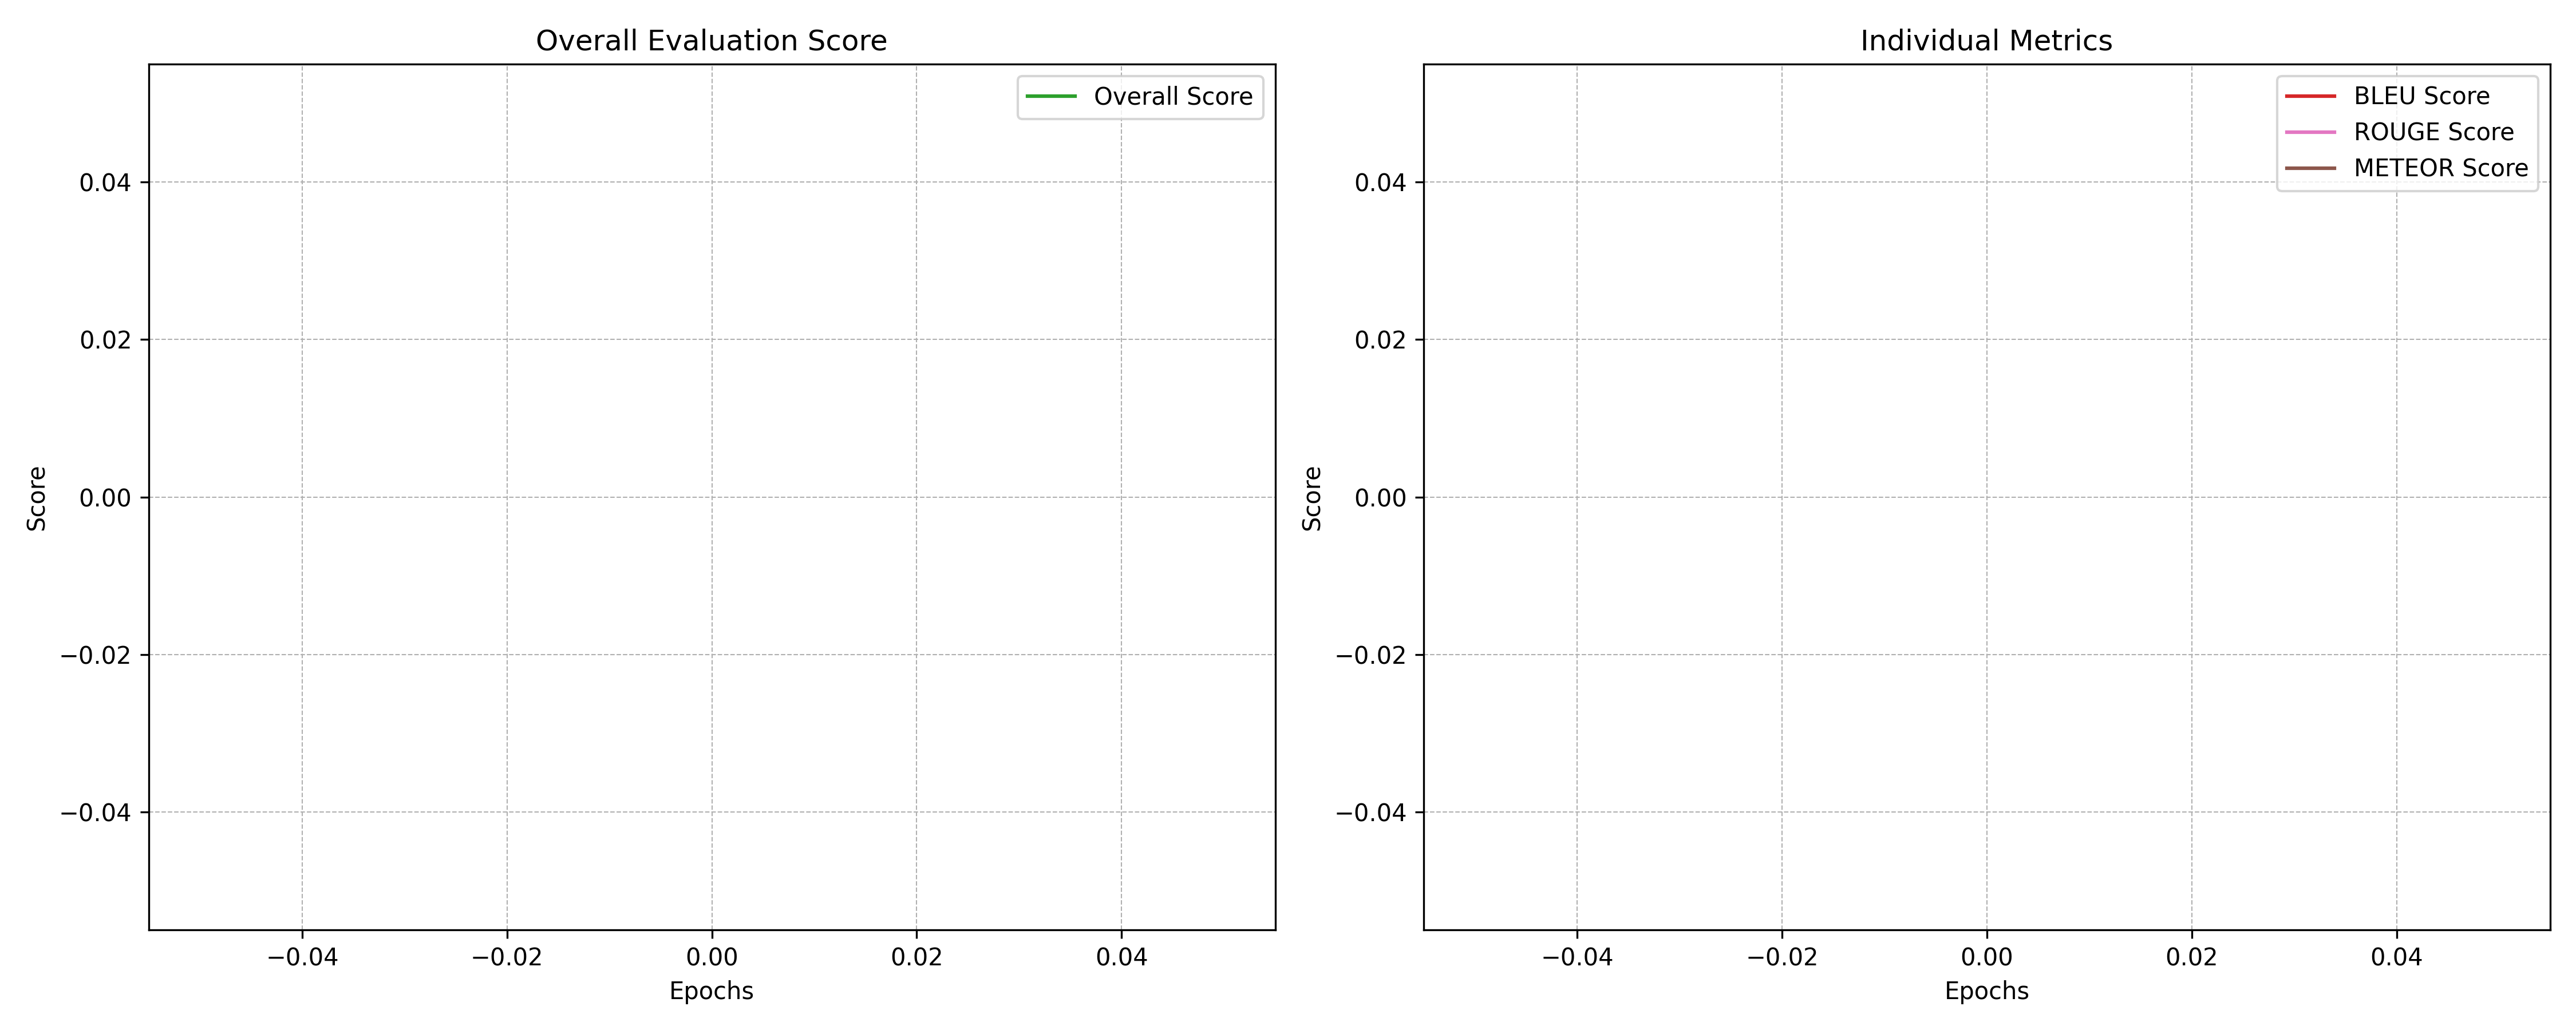 Overall Evaluation Score
Overall Score
0.04
0.02
0.00
−0.02
−0.04
Score
−0.04 −0.02 0.00 0.02 0.04
Epochs
Individual Metrics
BLEU Score
ROUGE Score
METEOR Score
0.04
0.02
0.00
−0.02
−0.04
Score
−0.04 −0.02 0.00 0.02 0.04
Epochs